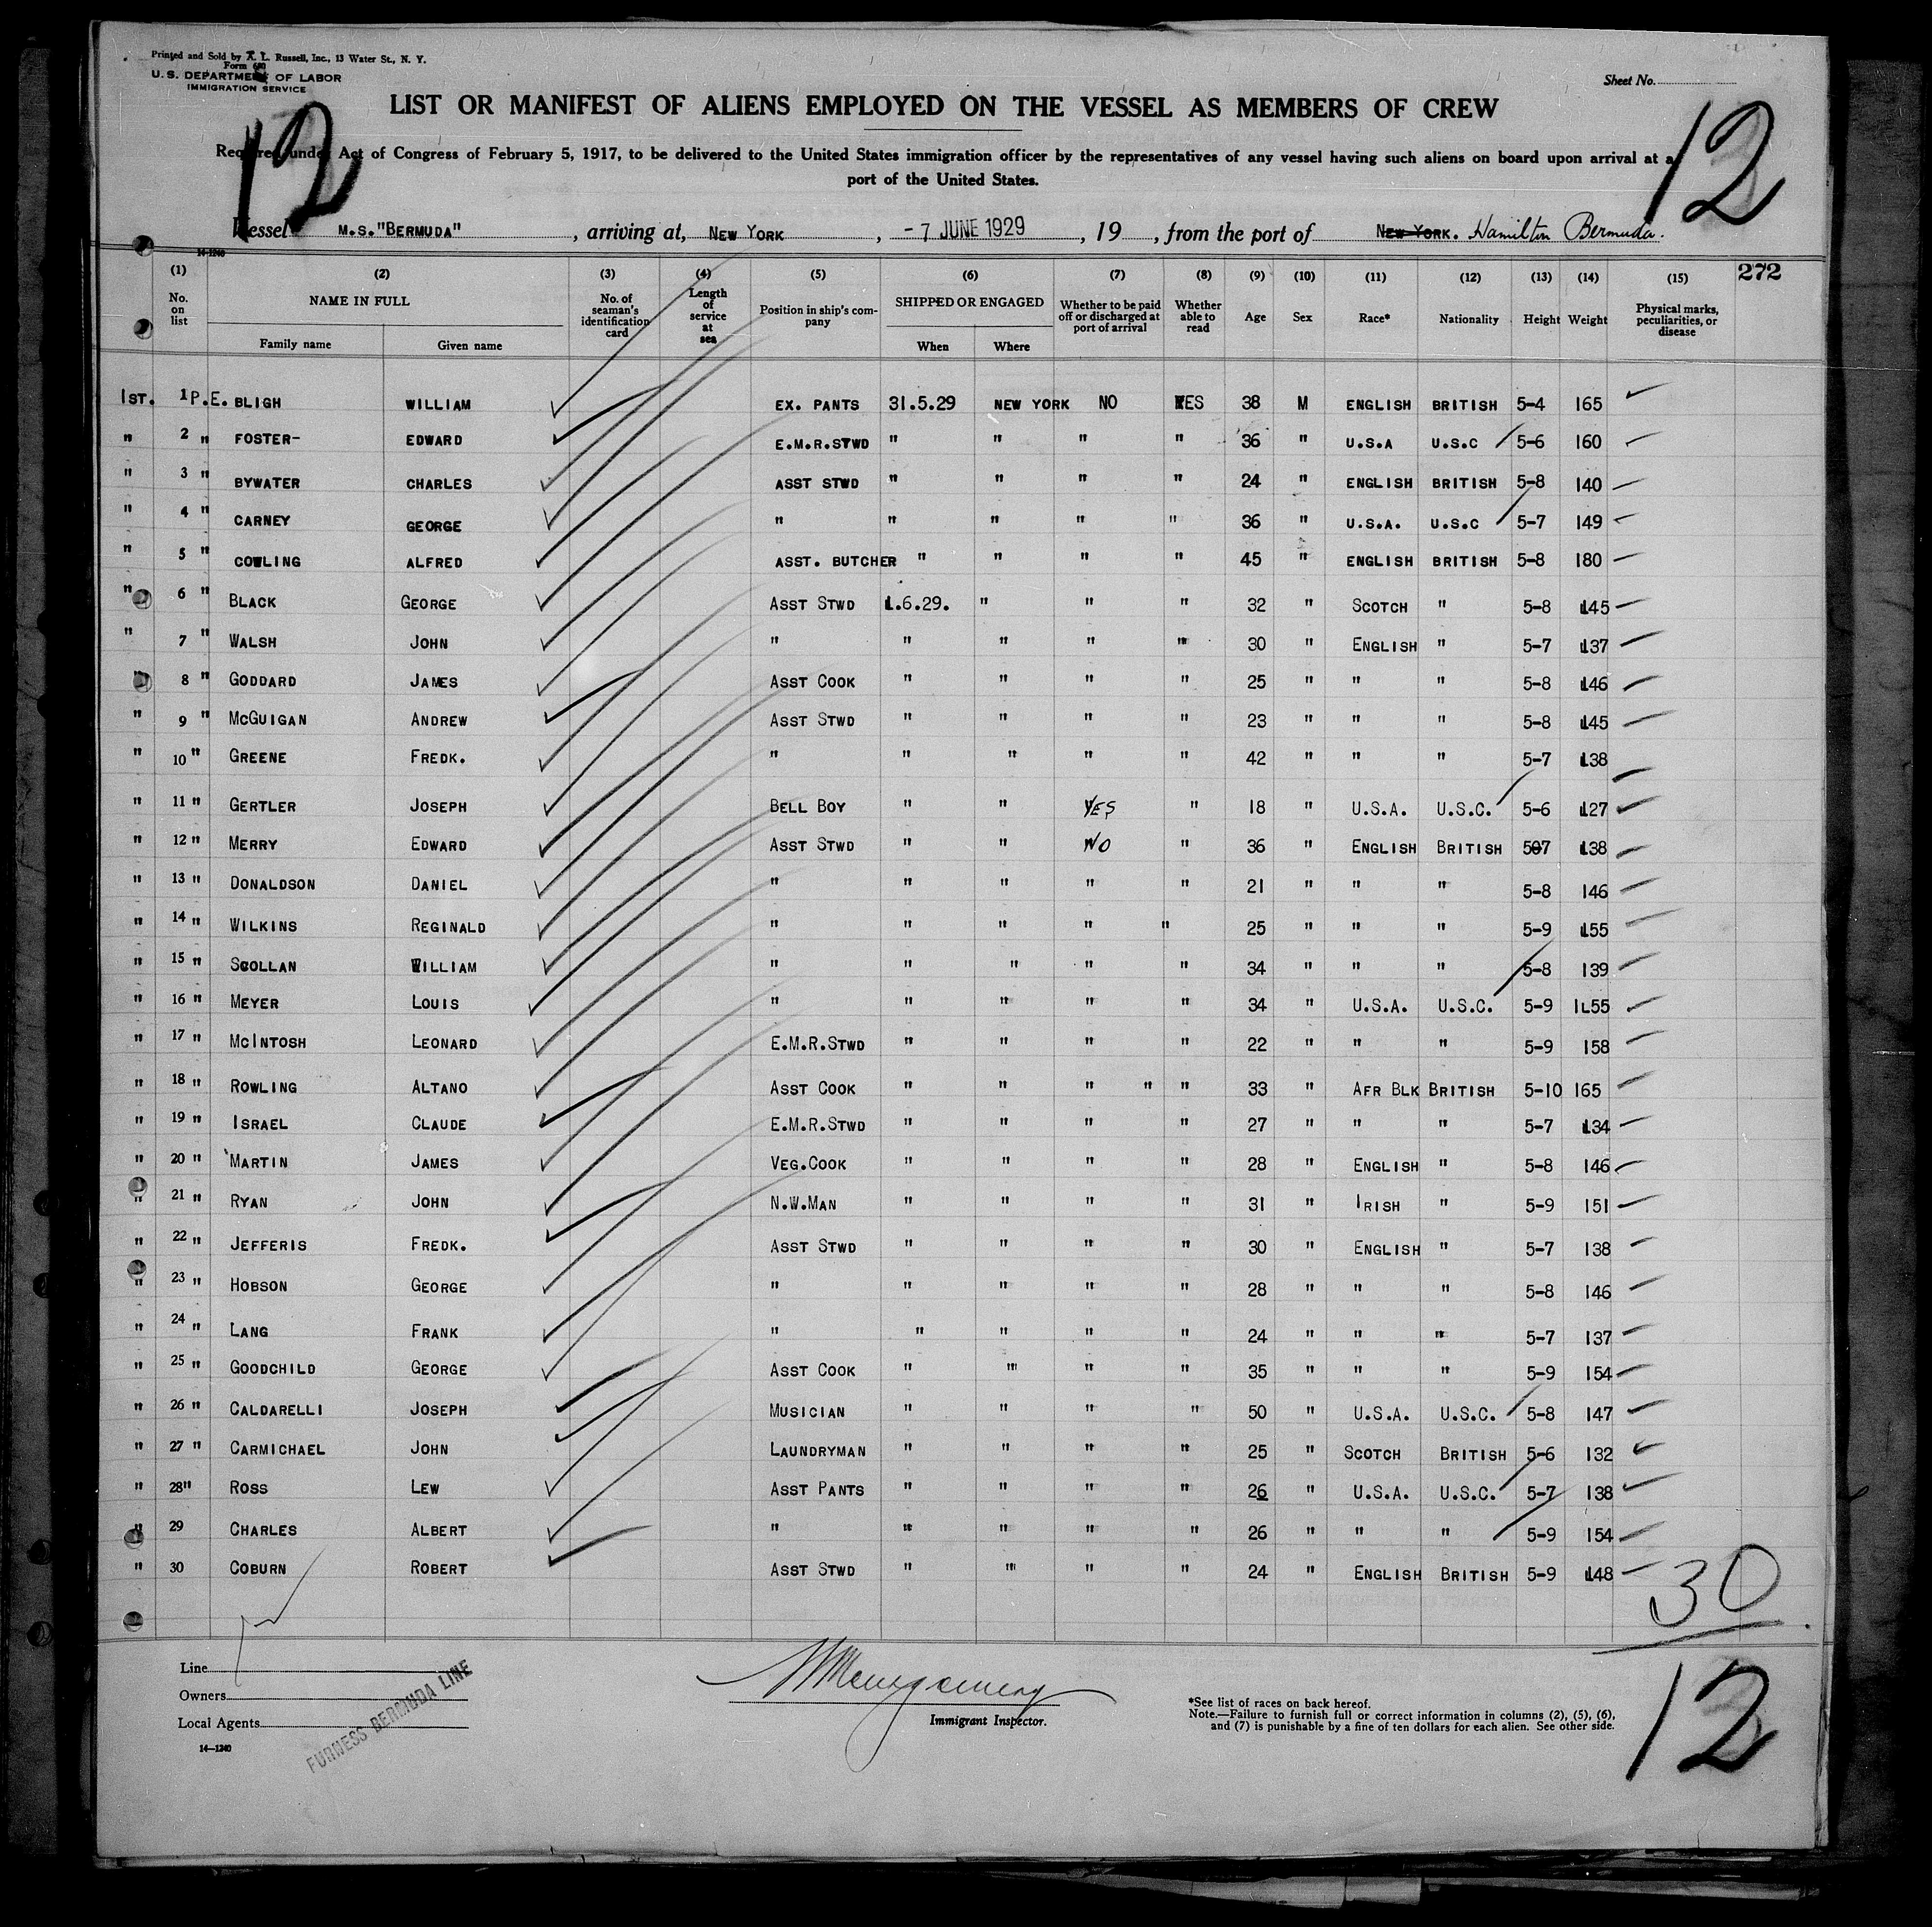 Printed and Sold by A. L. Russell, Inc., 13 Water St., N. Y.
Form 680
U.S. DEPARTMENT OF LABOR
IMMIGRATION SERVICE
Sheet No.
12
12
LIST OR MANIFEST OF ALIENS EMPLOYED ON THE VESSEL AS MEMBERS OF CREW
Required under Act of Congress of February 5, 1917, to be delivered to the United States immigration officer by the representatives of any vessel having such aliens on board upon arrival at a
port of the United States.
Vessel M.S."BERMUDA", arriving at, NEW YORK, -7 JUNE 1929, 19 , from the port of NEW YORK. Hamilton Bermuda.
14-1240
272
(1) No. on list (2) NAME IN FULL Family name Given name (3) No. of seaman's identification card (4) Length of service at sea (5) Position in ship's company (6) SHIPPED OR ENGAGED When Where (7) Whether to be paid off or discharged at port of arrival (8) Whether able to read (9) Age (10) Sex (11) Race* (12) Nationality (13) Height (14) Weight (15) Physical marks, peculiarities, or disease
1ST. 1 P.E. BLIGH WILLIAM EX. PANTS 31.5.29 NEW YORK NO YES 38 M ENGLISH BRITISH 5-4 165
" 2 " FOSTER- EDWARD E.M.R.STWD " " " " 36 " U.S.A U.S.C 5-6 160
" 3 " BYWATER CHARLES ASST STWD " " " " 24 " ENGLISH BRITISH 5-8 140
" 4 " CARNEY GEORGE " " " " " 36 " U.S.A. U.S.C 5-7 149
" 5 " COWLING ALFRED ASST. BUTCHER " " " " 45 " ENGLISH BRITISH 5-8 180
" 6 " BLACK GEORGE ASST STWD 1.6.29. " " " 32 " SCOTCH " 5-8 145
" 7 " WALSH JOHN " " " " " 30 " ENGLISH " 5-7 137
" 8 " GODDARD JAMES ASST COOK " " " " 25 " " " 5-8 146
" 9 " MCGUIGAN ANDREW ASST STWD " " " " 23 " " " 5-8 145
" 10 " GREENE FREDK. " " " " " 42 " " " 5-7 138
" 11 " GERTLER JOSEPH BELL BOY " " YES " 18 " U.S.A. U.S.C. 5-6 127
" 12 " MERRY EDWARD ASST STWD " " NO " 36 " ENGLISH BRITISH 507 138
" 13 " DONALDSON DANIEL " " " " " 21 " " " 5-8 146
" 14 " WILKINS REGINALD " " " " " 25 " " " 5-9 155
" 15 " SCOLLAN WILLIAM " " " " " 34 " " " 5-8 139
" 16 " MEYER LOUIS " " " " " 34 " U.S.A. U.S.C. 5-9 1L55
" 17 " MCINTOSH LEONARD E.M.R.STWD " " " " 22 " " " 5-9 158
" 18 " ROWLING ALTANO ASST COOK " " " " " 33 " AFR BLK BRITISH 5-10 165
" 19 " ISRAEL CLAUDE E.M.R.STWD " " " " 27 " " " 5-7 134
" 20 " MARTIN JAMES VEG.COOK " " " " 28 " ENGLISH " 5-8 146
" 21 " RYAN JOHN N.W.MAN " " " " 31 " IRISH " 5-9 151
" 22 " JEFFERIS FREDK. ASST STWD " " " " 30 " ENGLISH " 5-7 138
" 23 " HOBSON GEORGE " " " " " 28 " " " 5-8 146
" 24 " LANG FRANK " " " " " 24 " " " 5-7 137
" 25 " GOODCHILD GEORGE ASST COOK " " " " 35 " " " 5-9 154
" 26 " CALDARELLI JOSEPH MUSICIAN " " " " 50 " U.S.A. U.S.C. 5-8 147
" 27 " CARMICHAEL JOHN LAUNDRYMAN " " " " 25 " SCOTCH BRITISH 5-6 132
" 28 " ROSS LEW ASST PANTS " " " " 26 " U.S.A. U.S.C. 5-7 138
" 29 CHARLES ALBERT " " " " " 26 " " " 5-9 154
" 30 COBURN ROBERT ASST STWD " " " " 24 " ENGLISH BRITISH 5-9 148
30
Line
Owners
Local Agents
FURNESS BERMUDA LINE
14-1240
Montgomery
Immigrant Inspector.
*See list of races on back hereof.
Note.—Failure to furnish full or correct information in columns (2), (5), (6),
and (7) is punishable by a fine of ten dollars for each alien. See other side.
12